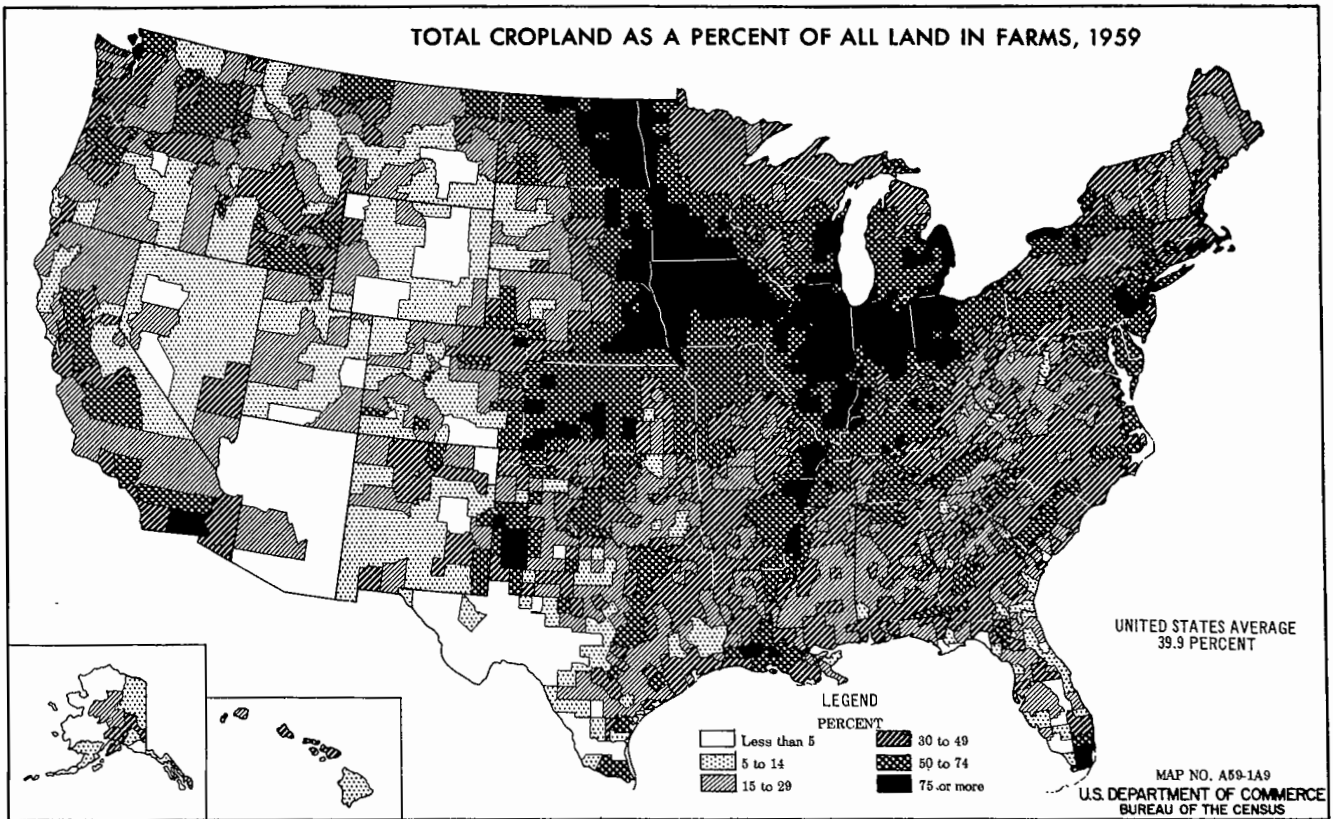 TOTAL CROPLAND AS A PERCENT OF ALL LAND IN FARMS, 1959
UNITED STATES AVERAGE
39.9 PERCENT
LEGEND
PERCENT
Less than 5
5 to 14
15 to 29
30 to 49
50 to 74
75 or more
MAP NO. A59-1A9
U.S. DEPARTMENT OF COMMERCE
BUREAU OF THE CENSUS